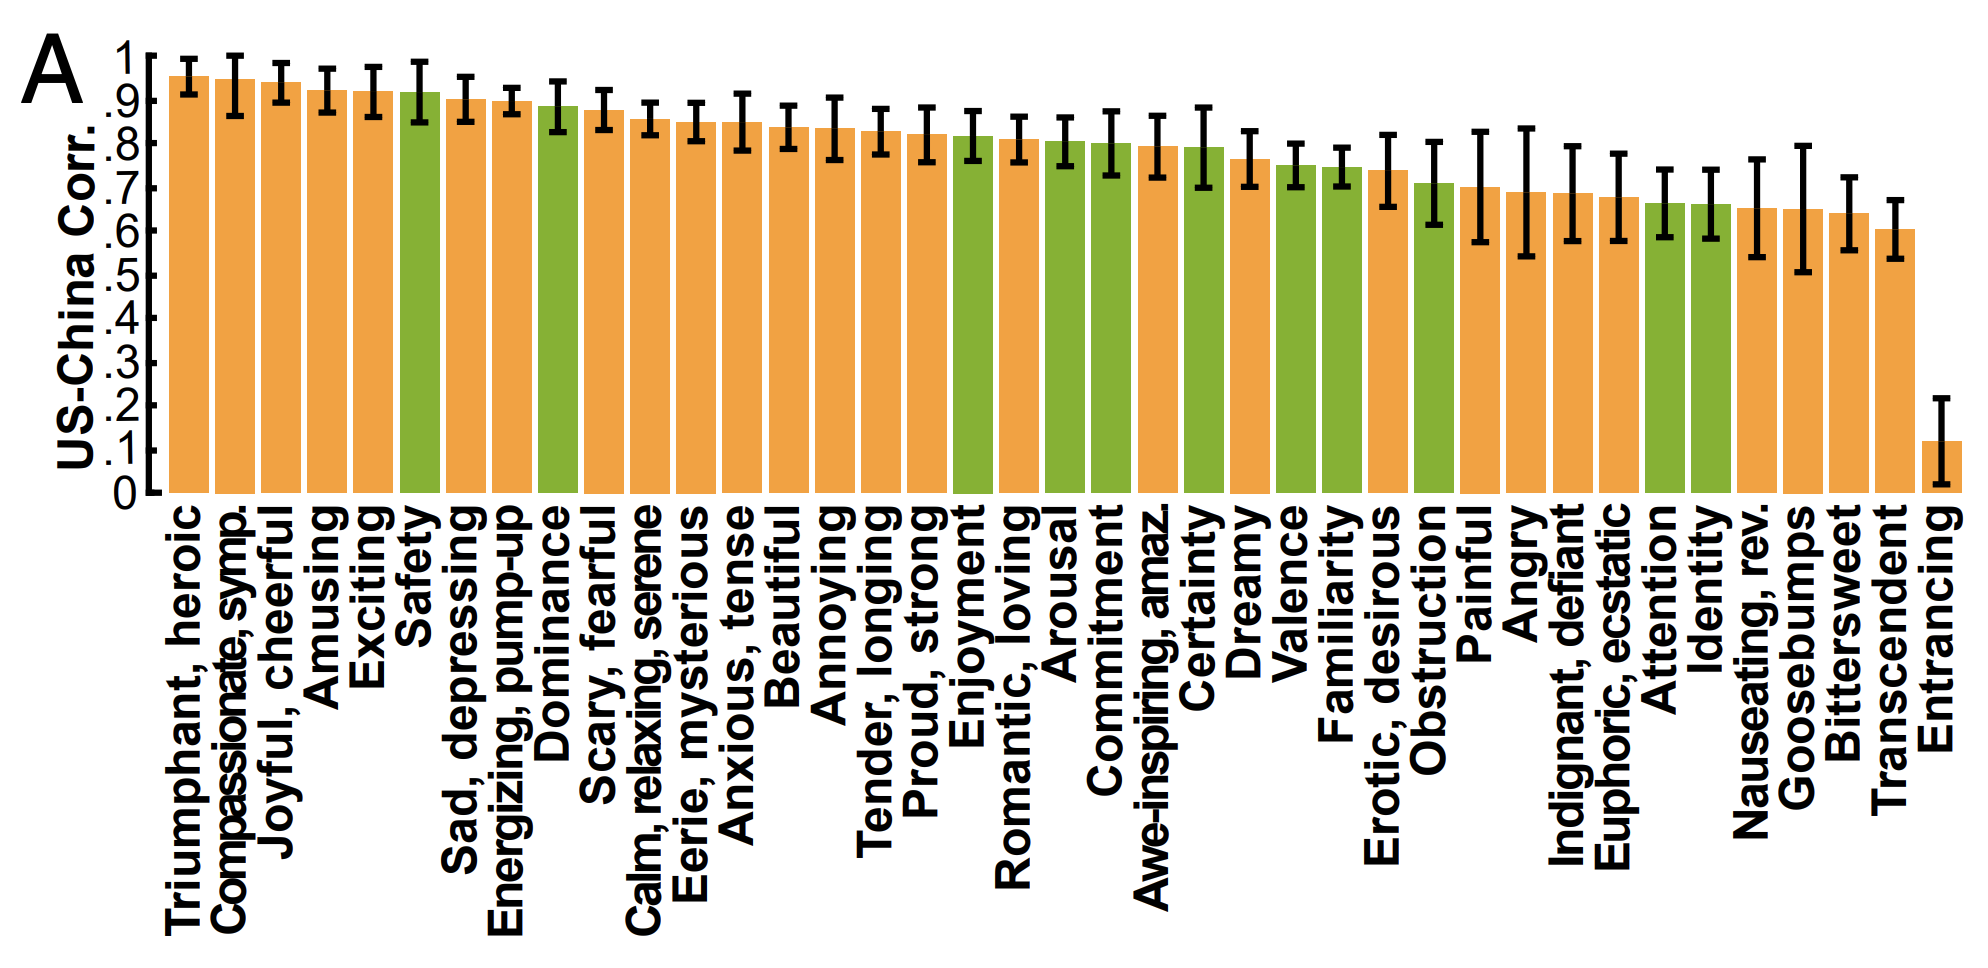 A
US-China Corr.
1
.9
.8
.7
.6
.5
.4
.3
.2
.1
0
Triumphant, heroic
Compassionate, symp.
Joyful, cheerful
Amusing
Exciting
Safety
Sad, depressing
Energizing, pump-up
Dominance
Scary, fearful
Calm, relaxing, serene
Eerie, mysterious
Anxious, tense
Beautiful
Annoying
Tender, longing
Proud, strong
Enjoyment
Romantic, loving
Arousal
Commitment
Awe-inspiring, amaz.
Certainty
Dreamy
Valence
Familiarity
Erotic, desirous
Obstruction
Painful
Angry
Indignant, defiant
Euphoric, ecstatic
Attention
Identity
Nauseating, rev.
Goosebumps
Bittersweet
Transcendent
Entrancing